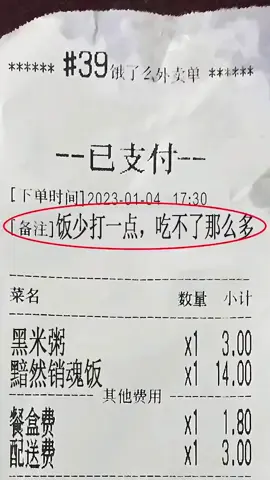 ****** #39饿了么外卖单 ******
--已支付--
[下单时间]2023-01-04 17:30
[备注]饭少打一点，吃不了那么多
菜名 数量 小计
黑米粥 x1 3.00
黯然销魂饭 x1 14.00
其他费用
餐盒费 x1 1.80
配送费 x1 3.00